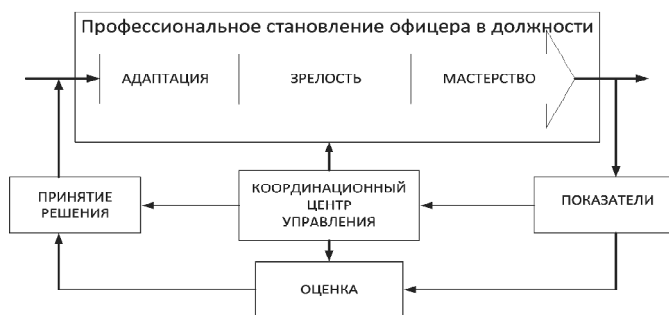 Профессиональное становление офицера в должности
АДАПТАЦИЯ
ЗРЕЛОСТЬ
МАСТЕРСТВО
ПРИНЯТИЕ
РЕШЕНИЯ
КООРДИНАЦИОННЫЙ
ЦЕНТР
УПРАВЛЕНИЯ
ПОКАЗАТЕЛИ
ОЦЕНКА